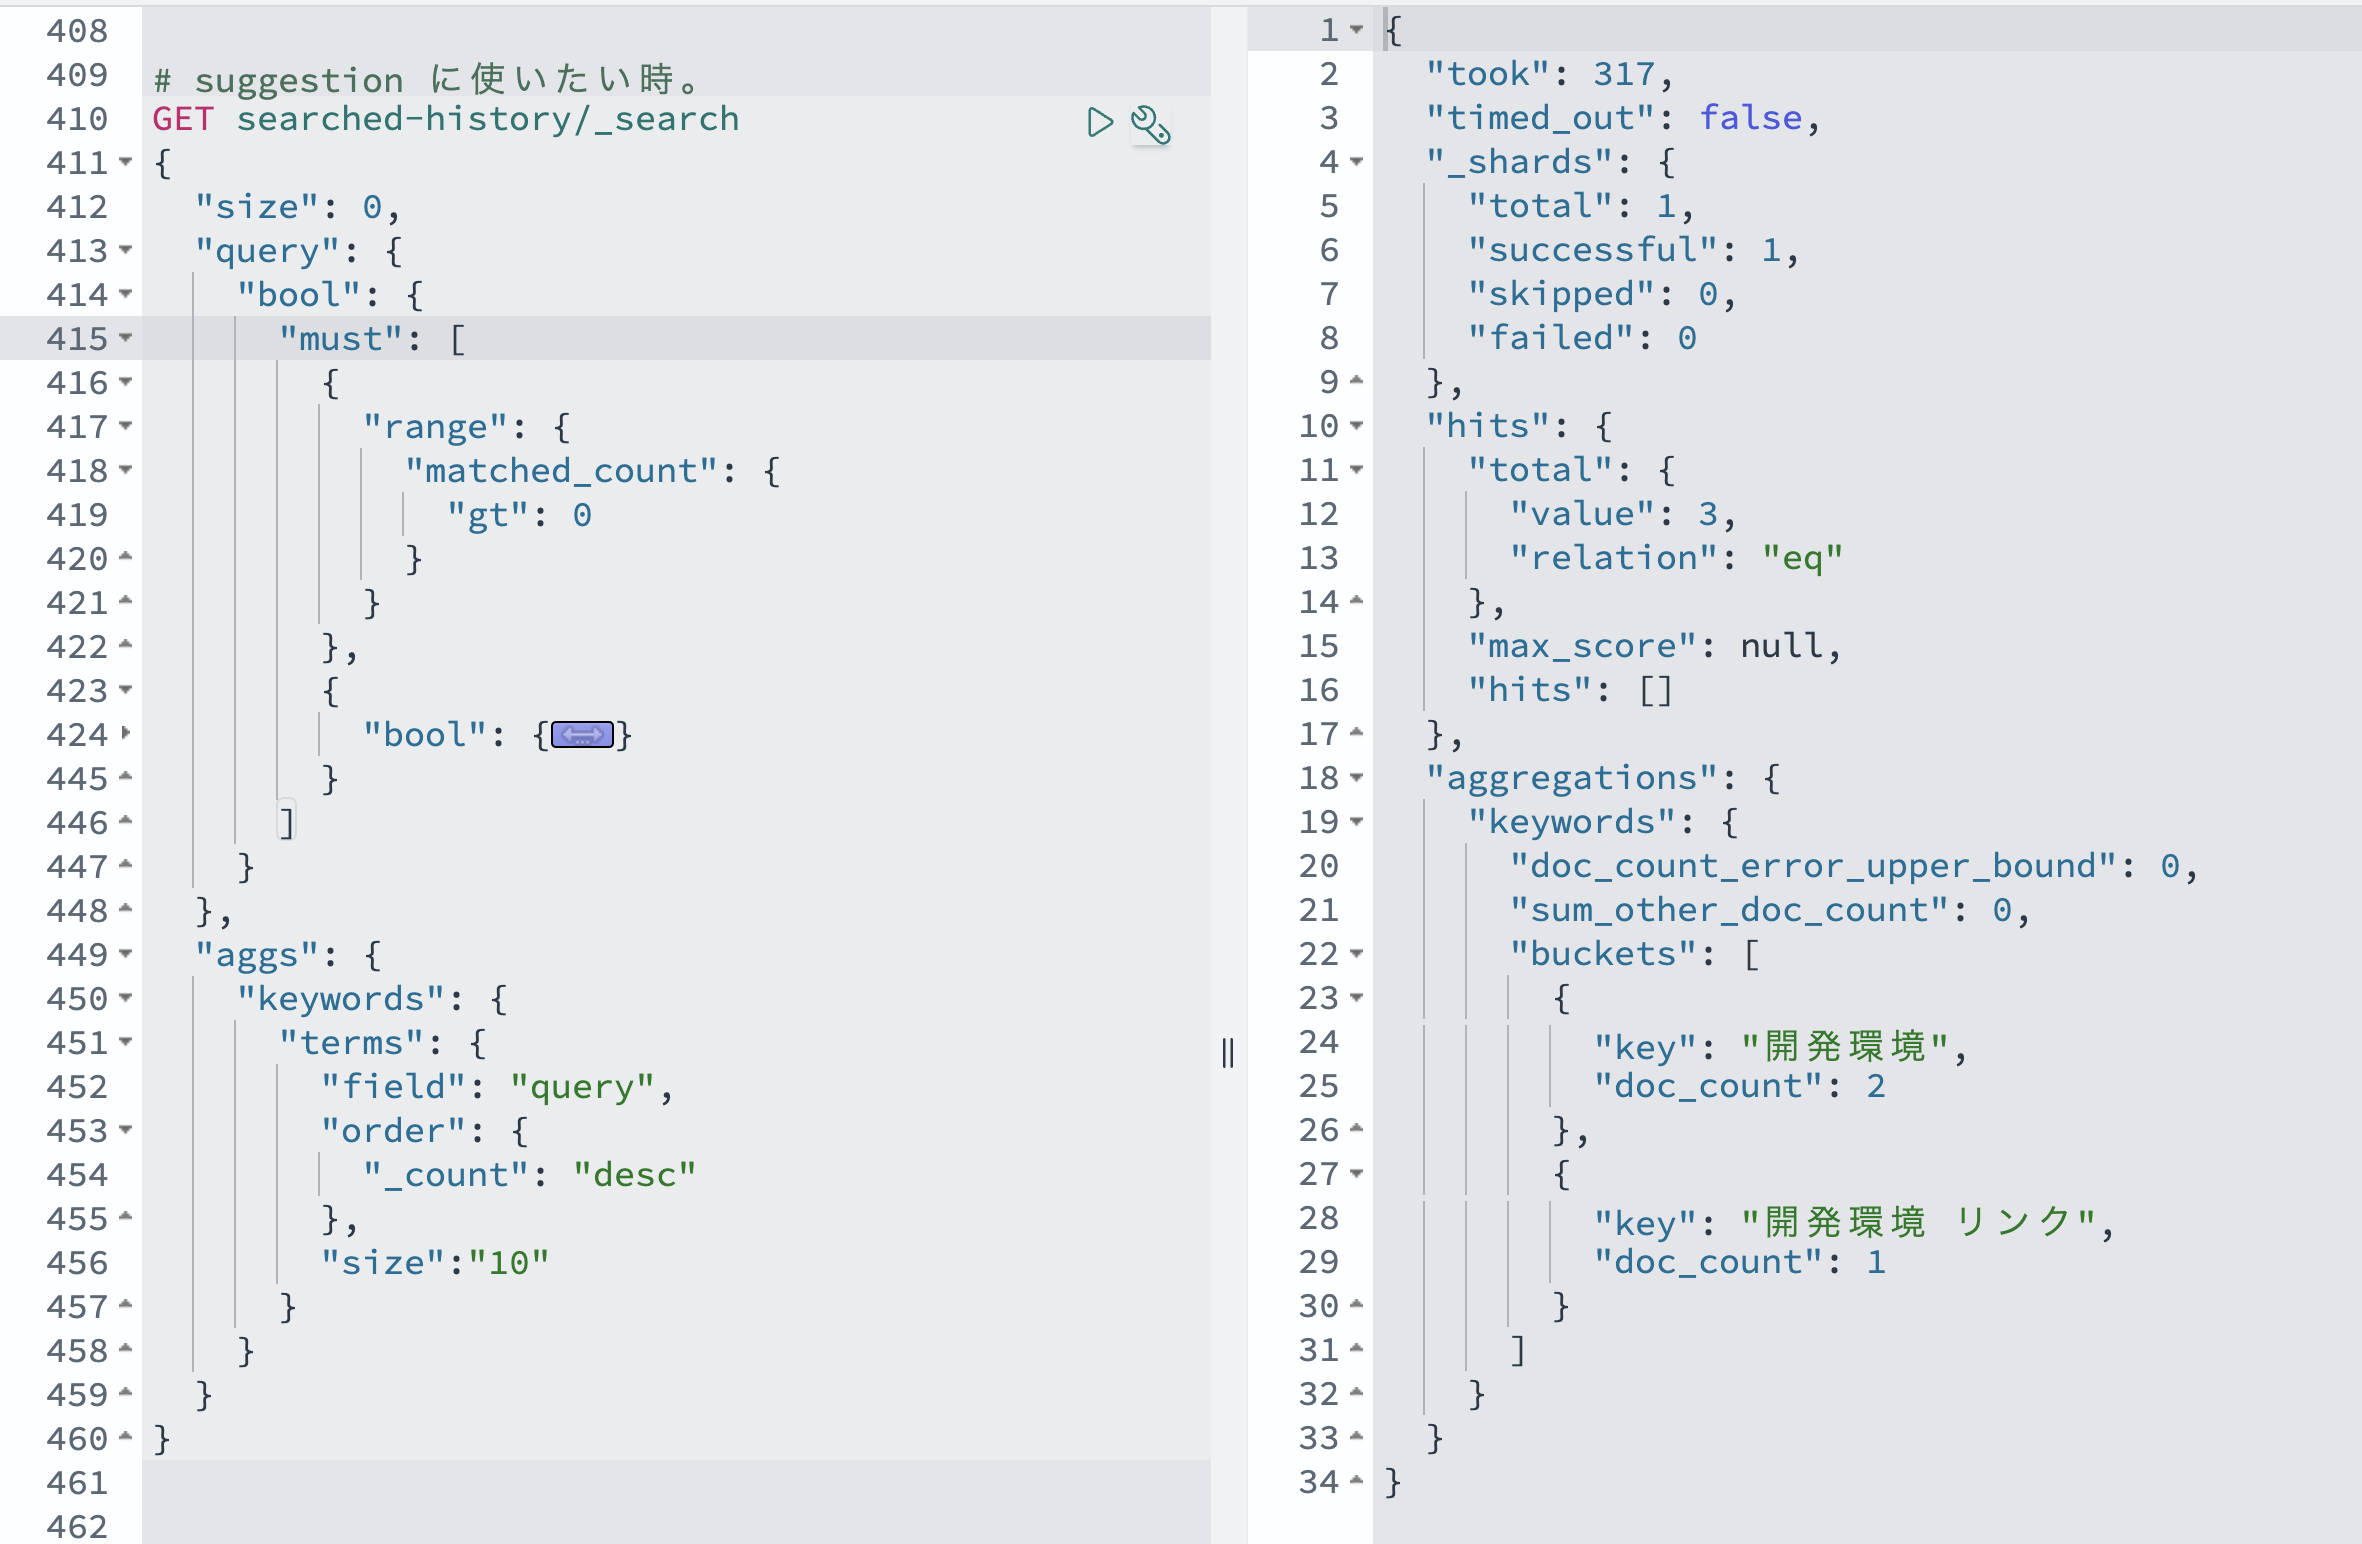 408
409 # suggestion に使いたい時。
410 GET searched-history/_search
411 {
412 "size": 0,
413 "query": {
414 "bool": {
415 "must": [
416 {
417 "range": {
418 "matched_count": {
419 "gt": 0
420 }
421 }
422 },
423 {
424 "bool": {}
445 }
446 ]
447 }
448 },
449 "aggs": {
450 "keywords": {
451 "terms": {
452 "field": "query",
453 "order": {
454 "_count": "desc"
455 },
456 "size":"10"
457 }
458 }
459 }
460 }
461
462
1 {
2 "took": 317,
3 "timed_out": false,
4 "_shards": {
5 "total": 1,
6 "successful": 1,
7 "skipped": 0,
8 "failed": 0
9 },
10 "hits": {
11 "total": {
12 "value": 3,
13 "relation": "eq"
14 },
15 "max_score": null,
16 "hits": []
17 },
18 "aggregations": {
19 "keywords": {
20 "doc_count_error_upper_bound": 0,
21 "sum_other_doc_count": 0,
22 "buckets": [
23 {
24 "key": "開発環境",
25 "doc_count": 2
26 },
27 {
28 "key": "開発環境 リンク",
29 "doc_count": 1
30 }
31 ]
32 }
33 }
34 }